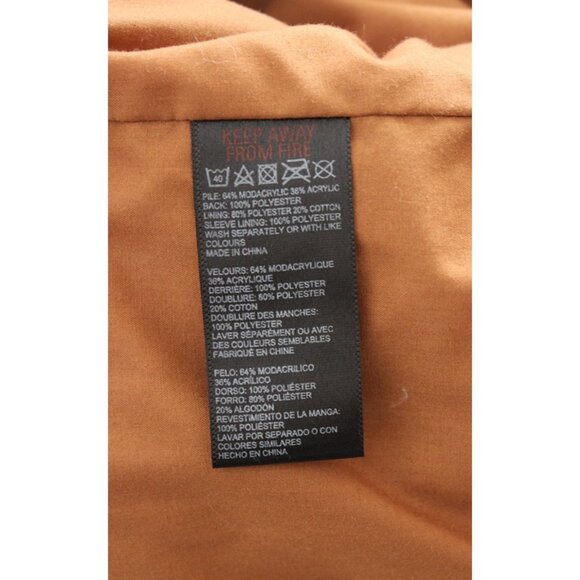 KEEP AWAY
FROM FIRE
40
PILE: 64% MODACRYLIC 36% ACRYLIC
BACK: 100% POLYESTER
LINING: 80% POLYESTER 20% COTTON
SLEEVE LINING: 100% POLYESTER
WASH SEPARATELY OR WITH LIKE
COLOURS
MADE IN CHINA
VELOURS: 64% MODACRYLIQUE
36% ACRYLIQUE
DERRIÈRE: 100% POLYESTER
DOUBLURE: 80% POLYESTER
20% COTON
DOUBLURE DES MANCHES:
100% POLYESTER
LAVER SÉPARÉMENT OU AVEC
DES COULEURS SEMBLABLES
FABRIQUÉ EN CHINE
PELO: 64% MODACRILICO
36% ACRÍLICO
DORSO: 100% POLIÉSTER
FORRO: 80% POLIÉSTER
20% ALGODÓN
REVESTIMIENTO DE LA MANGA:
100% POLIÉSTER
LAVAR POR SEPARADO O CON
COLORES SIMILARES
HECHO EN CHINA